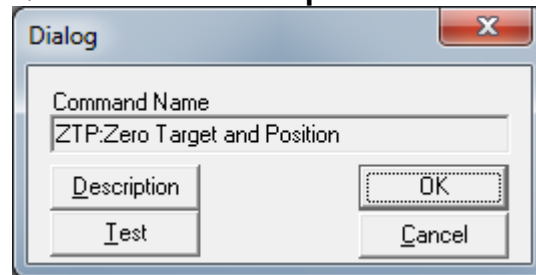 Dialog
Command Name
ZTP:Zero Target and Position
Description
OK
Test
Cancel